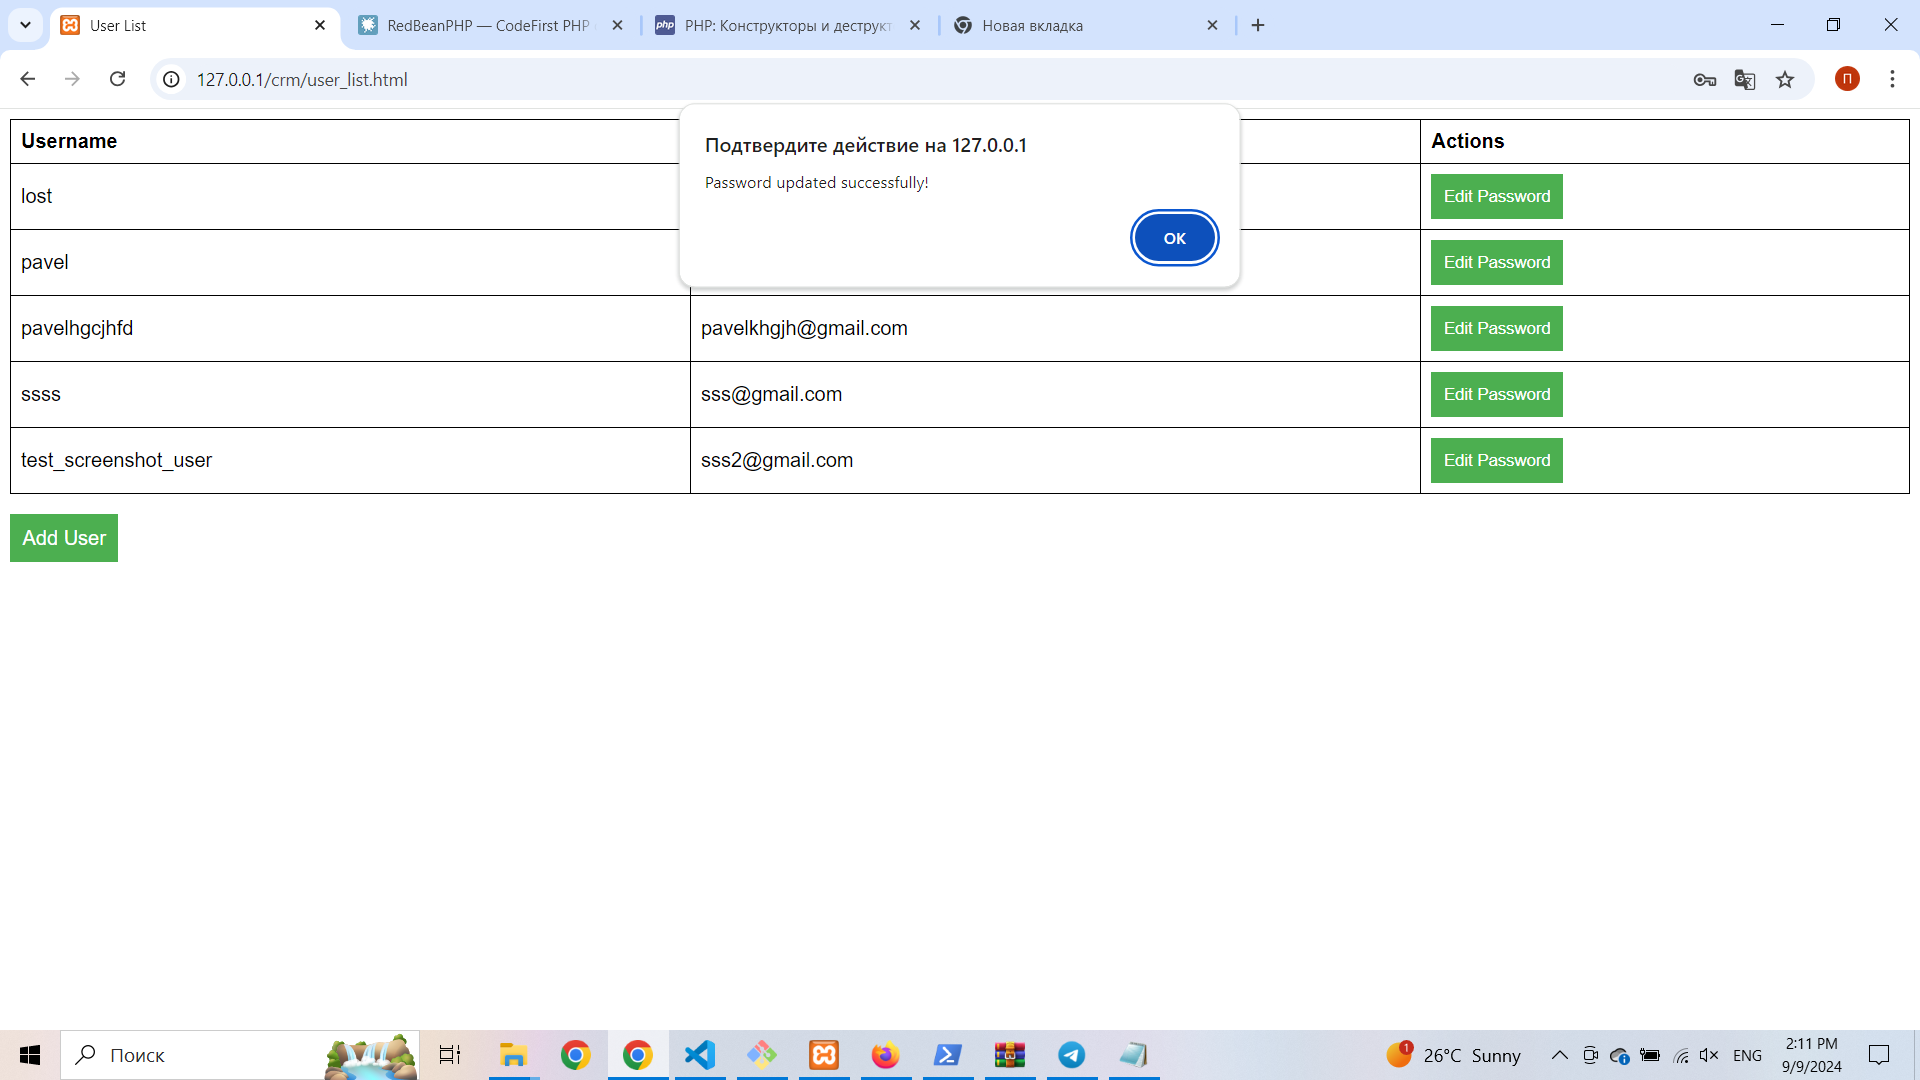 User List
RedBeanPHP — CodeFirst PHP
PHP: Конструкторы и деструкт
Новая вкладка
127.0.0.1/crm/user_list.html
П
Подтвердите действие на 127.0.0.1
Password updated successfully!
OK
Username
Actions
lost
Edit Password
pavel
Edit Password
pavelhgcjhfd
pavelkhgjh@gmail.com
Edit Password
ssss
sss@gmail.com
Edit Password
test_screenshot_user
sss2@gmail.com
Edit Password
Add User
Поиск
1
26°C Sunny
ENG
2:11 PM
9/9/2024